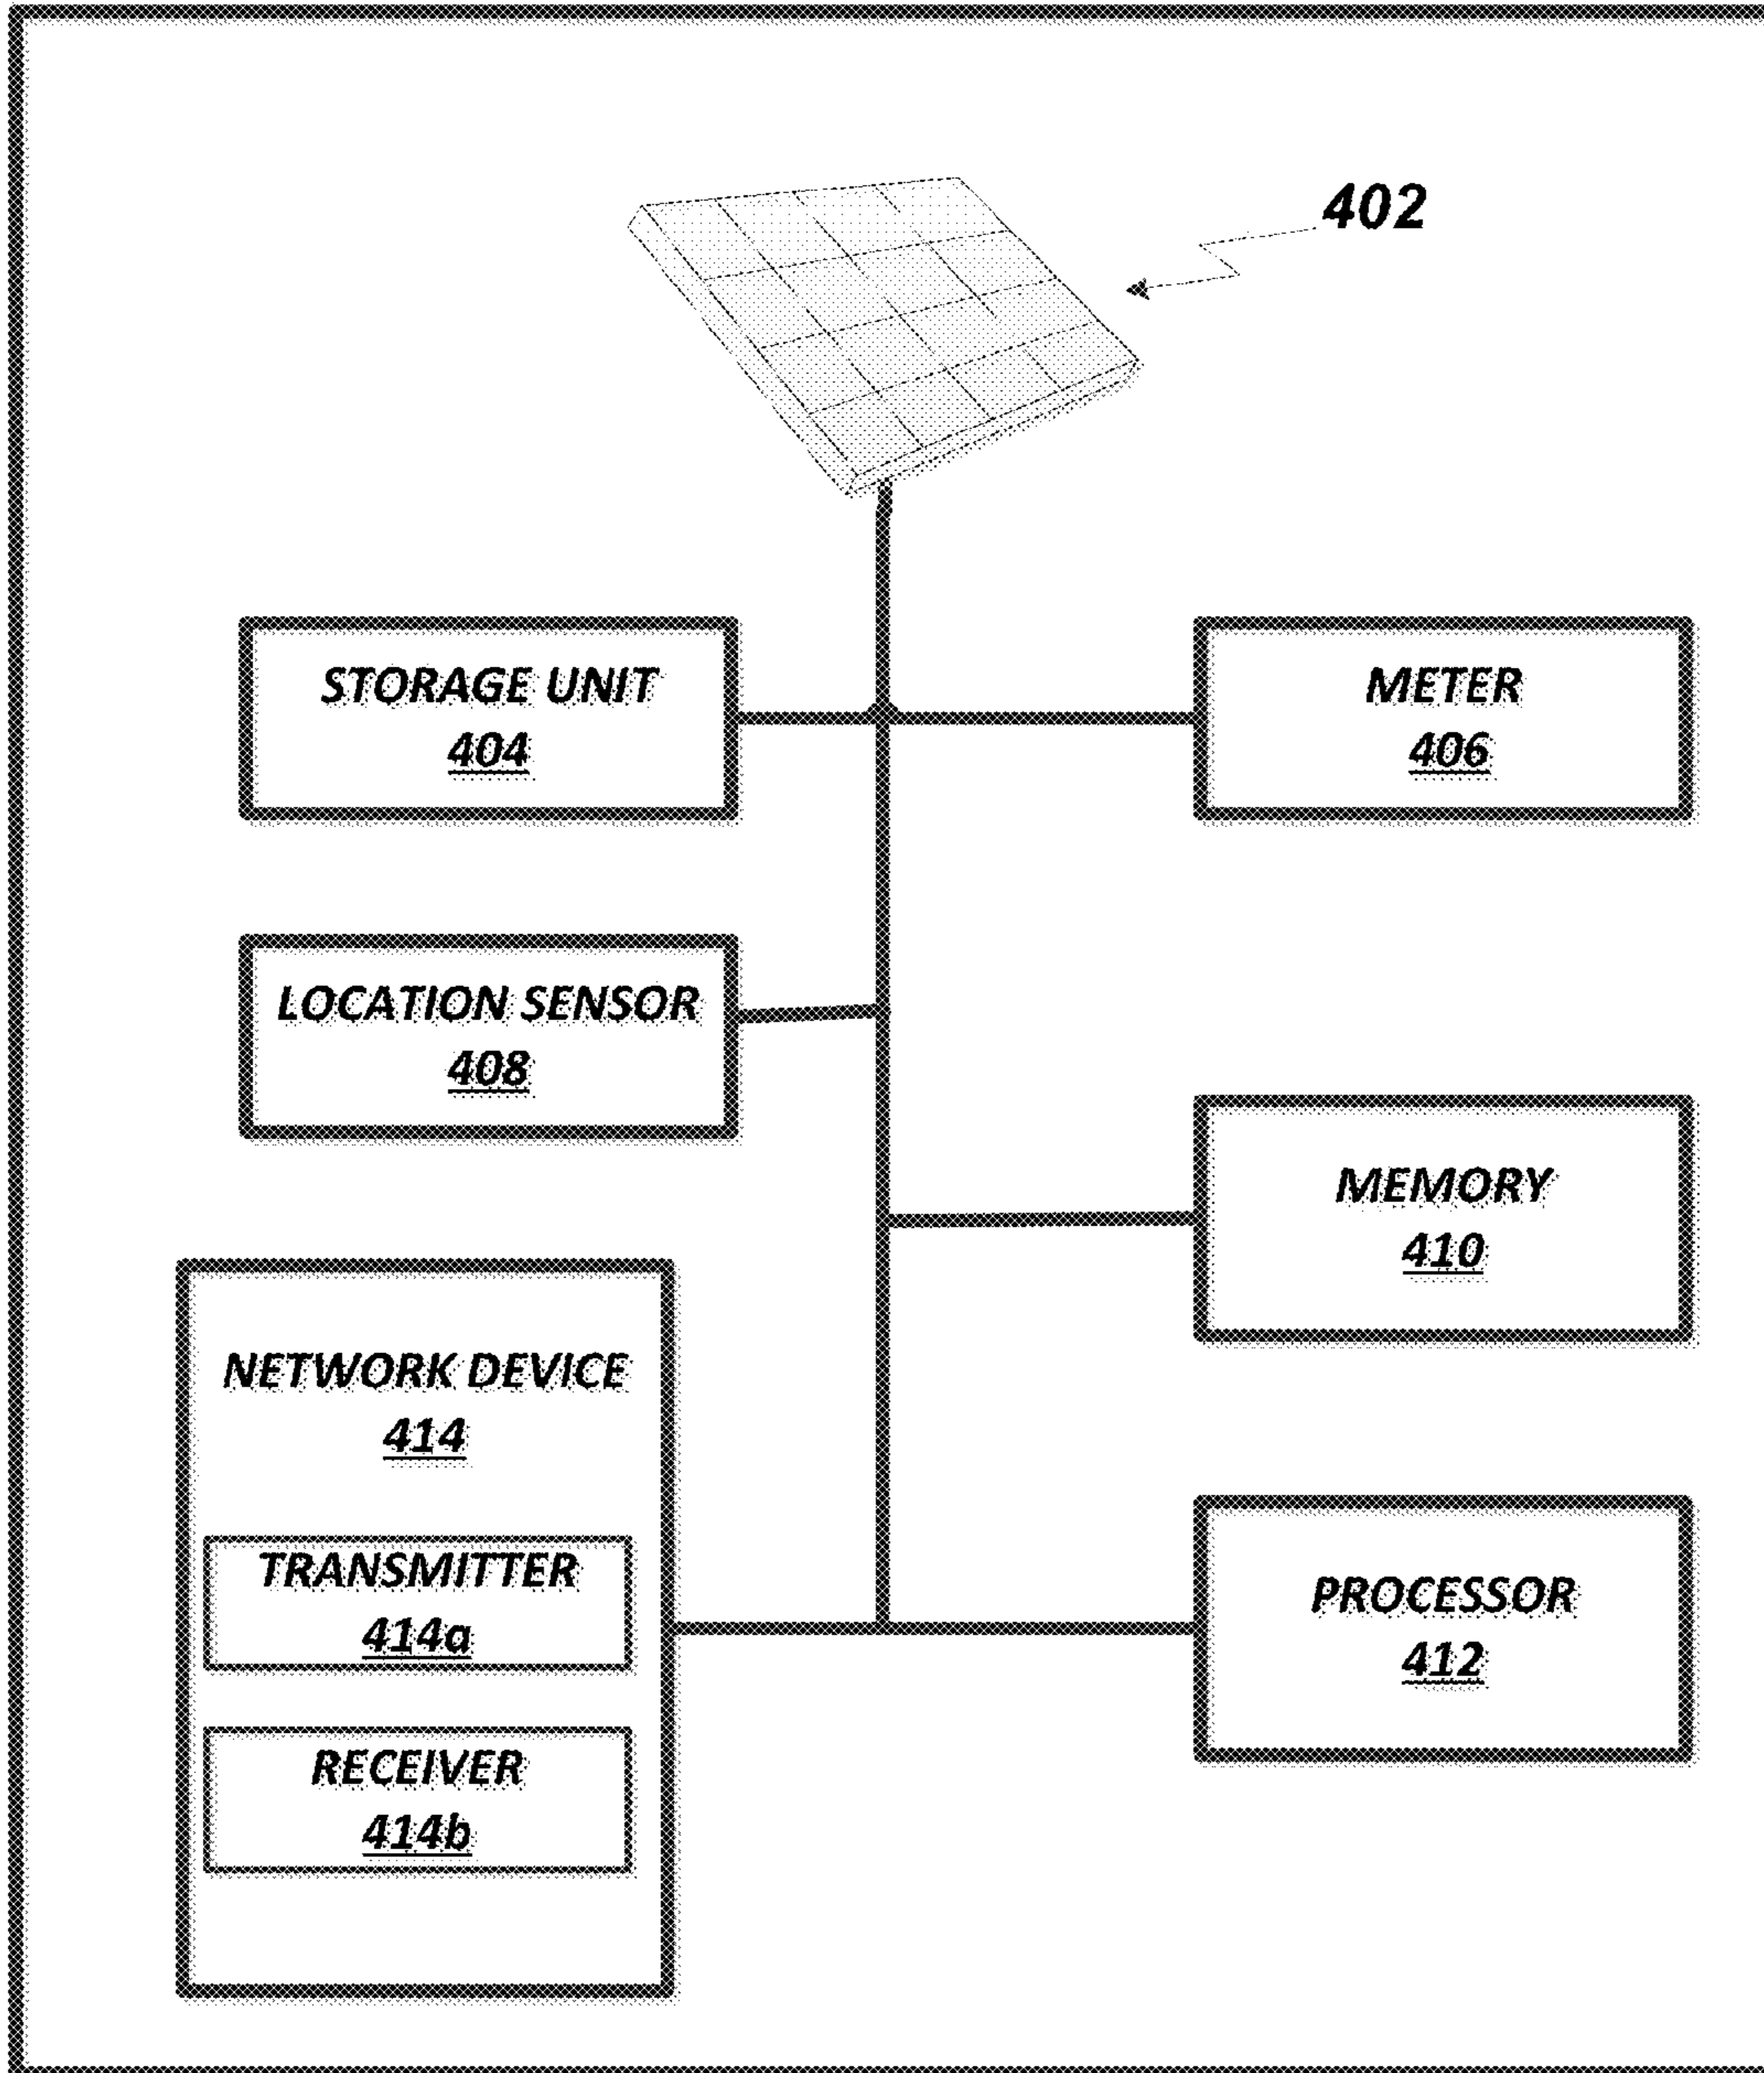 402
STORAGE UNIT
404
METER
406
LOCATION SENSOR
408
MEMORY
410
NETWORK DEVICE
414
TRANSMITTER
414a
RECEIVER
414b
PROCESSOR
412